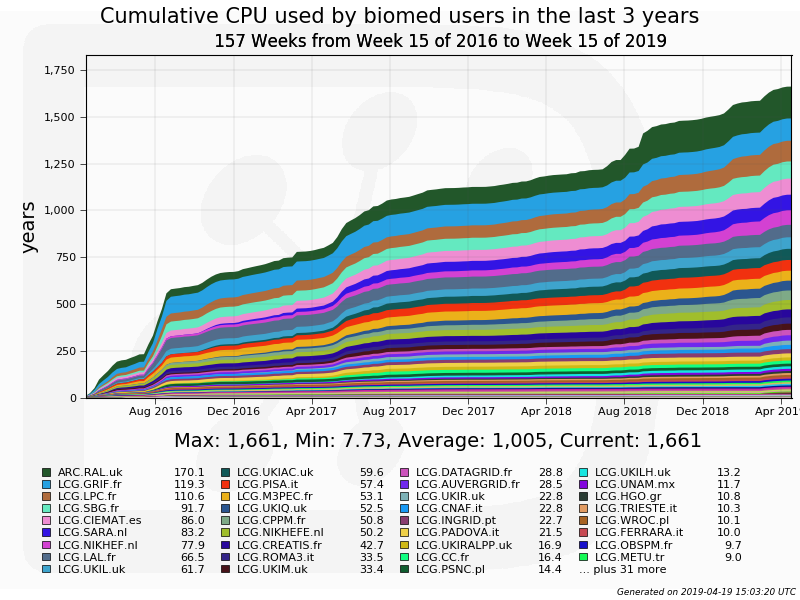 Cumulative CPU used by biomed users in the last 3 years
157 Weeks from Week 15 of 2016 to Week 15 of 2019
years
1,750
1,500
1,250
1,000
750
500
250
0
Aug 2016 Dec 2016 Apr 2017 Aug 2017 Dec 2017 Apr 2018 Aug 2018 Dec 2018 Apr 201
Max: 1,661, Min: 7.73, Average: 1,005, Current: 1,661
ARC.RAL.uk 170.1 LCG.UKIAC.uk 59.6 LCG.DATAGRID.fr 28.8 LCG.UKILH.uk 13.2
LCG.GRIF.fr 119.3 LCG.PISA.it 57.4 LCG.AUVERGRID.fr 28.5 LCG.UNAM.mx 11.7
LCG.LPC.fr 110.6 LCG.M3PEC.fr 53.1 LCG.UKIR.uk 22.8 LCG.HGO.gr 10.8
LCG.SBG.fr 91.7 LCG.UKIQ.uk 52.5 LCG.CNAF.it 22.8 LCG.TRIESTE.it 10.3
LCG.CIEMAT.es 86.0 LCG.CPPM.fr 50.8 LCG.INGRID.pt 22.7 LCG.WROC.pl 10.1
LCG.SARA.nl 83.2 LCG.NIKHEFE.nl 50.2 LCG.PADOVA.it 21.5 LCG.FERRARA.it 10.0
LCG.NIKHEF.nl 77.9 LCG.CREATIS.fr 42.7 LCG.UKIRALPP.uk 16.9 LCG.OBSPM.fr 9.7
LCG.LAL.fr 66.5 LCG.ROMA3.it 33.5 LCG.CC.fr 16.4 LCG.METU.tr 9.0
LCG.UKIL.uk 61.7 LCG.UKIM.uk 33.4 LCG.PSNC.pl 14.4 ... plus 31 more
Generated on 2019-04-19 15:03:20 UTC